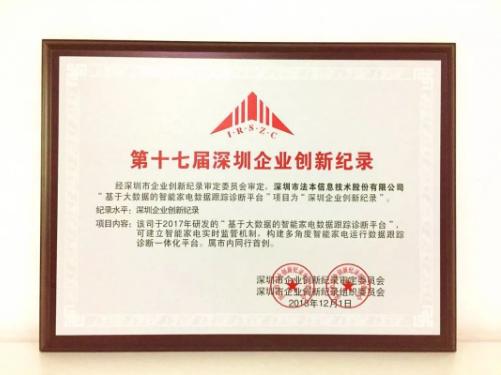 I·R·S·Z·C
第十七届深圳企业创新纪录
经深圳市企业创新纪录审定委员会审定，深圳市法本信息技术股份有限公司
“基于大数据的智能家电数据跟踪诊断平台”项目为“深圳企业创新纪录”。
纪录水平：深圳企业创新纪录
项目内容：该司于2017年研发的“基于大数据的智能家电数据跟踪诊断平台”，
可建立智能家电实时监管机制，构建多角度智能家电运行数据跟踪
诊断一体化平台。属市内同行首创。
深圳市企业创新纪录审定委员会
深圳市企业创新纪录组织委员会
2018年12月1日